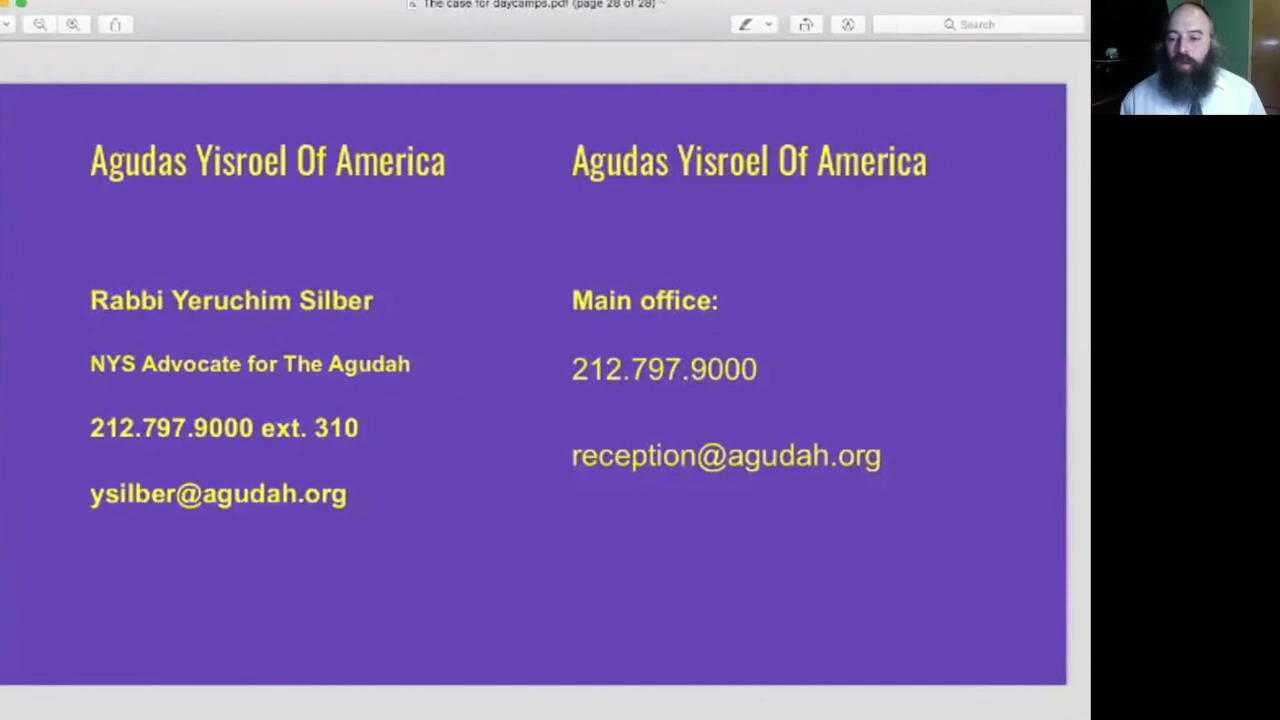 The case for daycamps.pdf (page 28 of 28)
Search
Agudas Yisroel Of America
Rabbi Yeruchim Silber
NYS Advocate for The Agudah
212.797.9000 ext. 310
ysilber@agudah.org
Agudas Yisroel Of America
Main office:
212.797.9000
reception@agudah.org